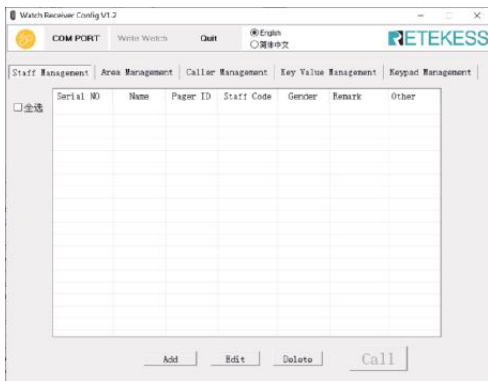 Watch Receiver Config V1.2
COM PORT Write Watch Quit English RETEKESS
简体中文
Staff Management Area Management Caller Management Key Value Management Keypad Management
全选 Serial NO Name Pager ID Staff Code Gender Remark Other
Add Edit Delete Call